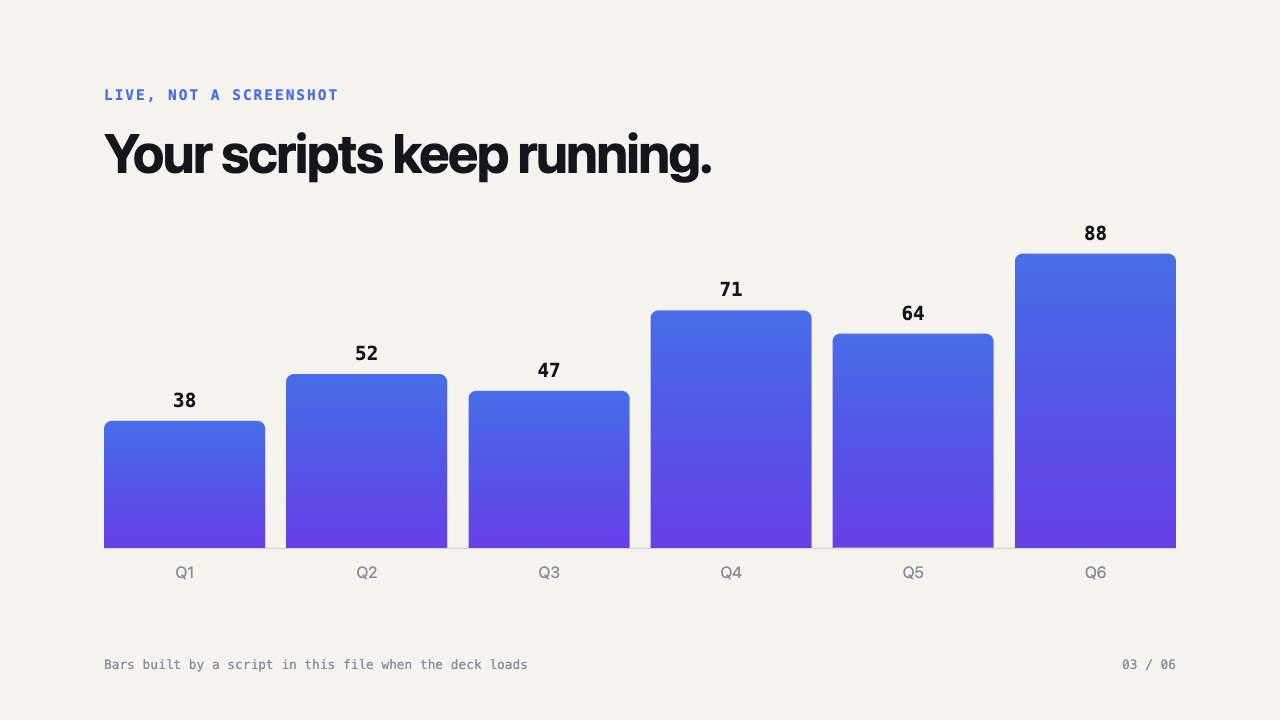 LIVE, NOT A SCREENSHOT
Your scripts keep running.
38
52
47
71
64
88
Q1
Q2
Q3
Q4
Q5
Q6
Bars built by a script in this file when the deck loads
03 / 06